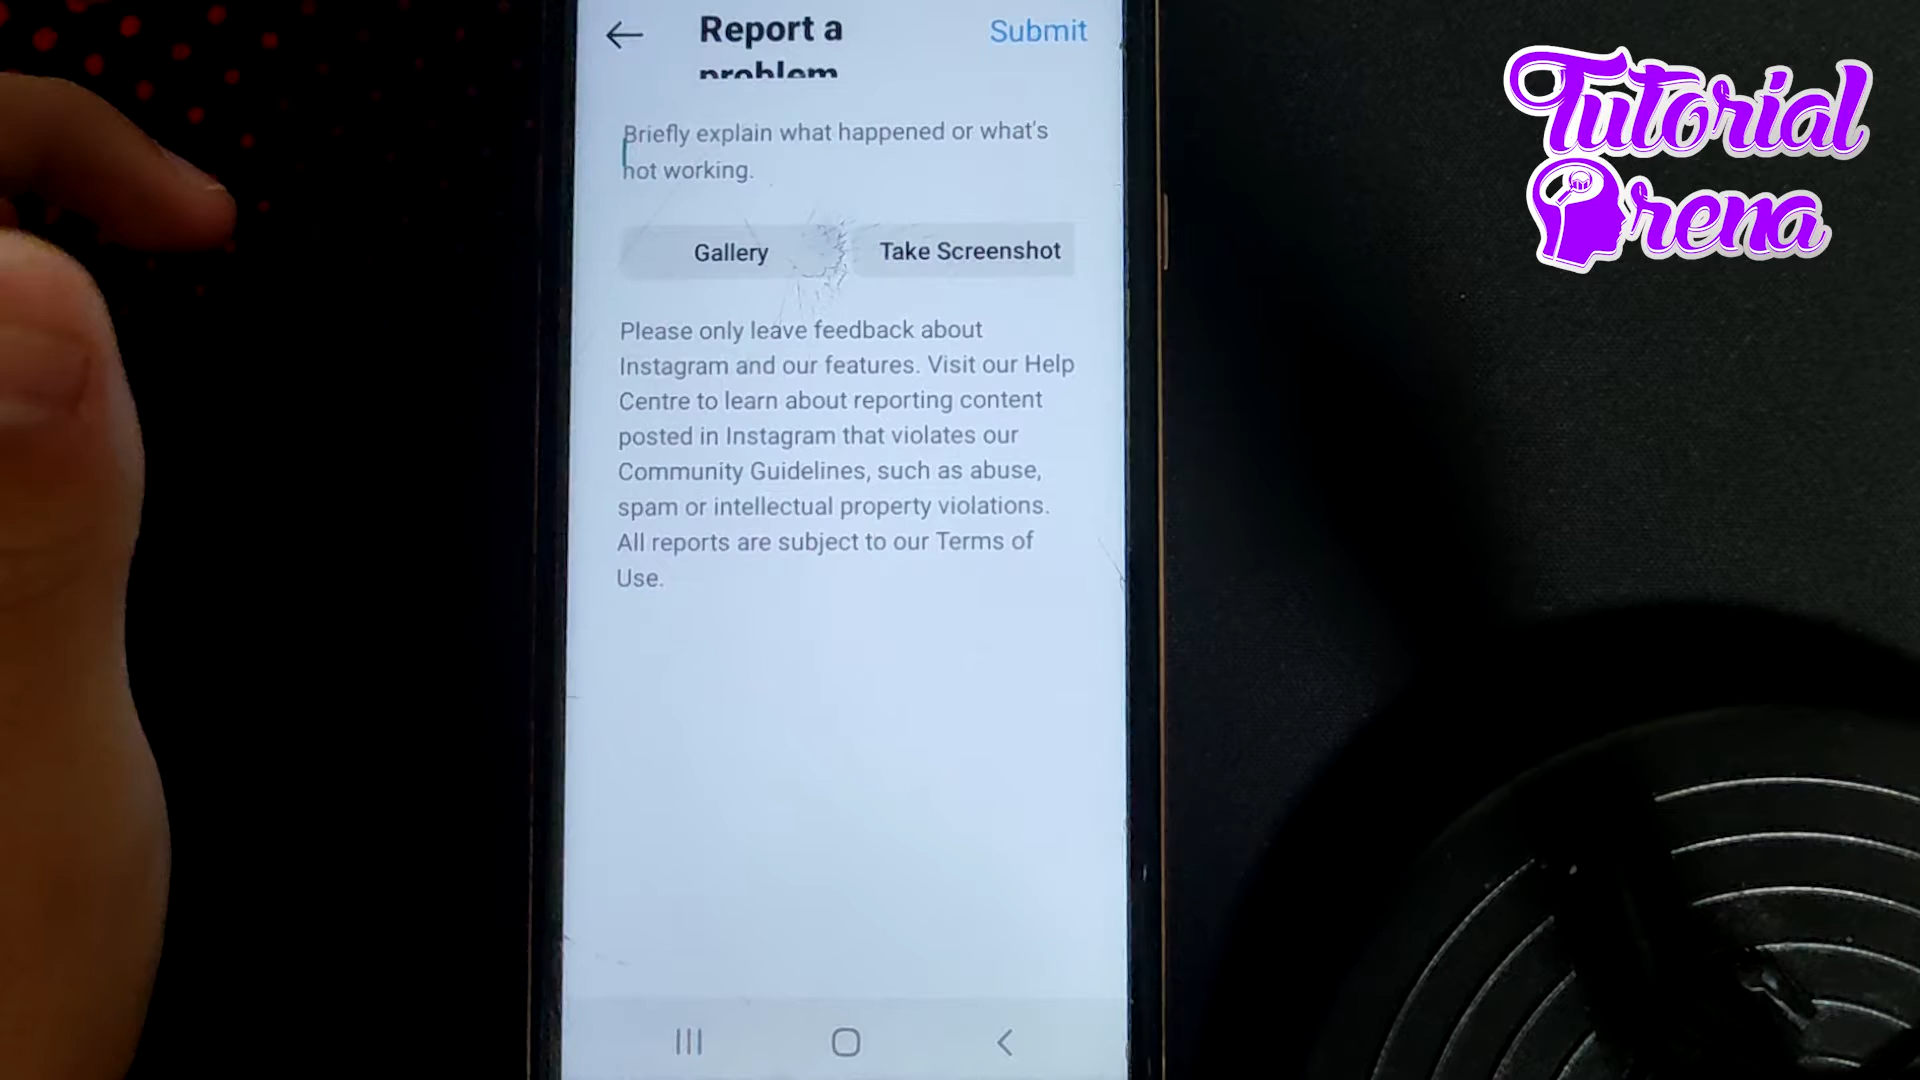 Report a
problem
Submit
Briefly explain what happened or what's
not working.
Gallery
Take Screenshot
Please only leave feedback about
Instagram and our features. Visit our Help
Centre to learn about reporting content
posted in Instagram that violates our
Community Guidelines, such as abuse,
spam or intellectual property violations.
All reports are subject to our Terms of
Use.
Tutorial
Arena